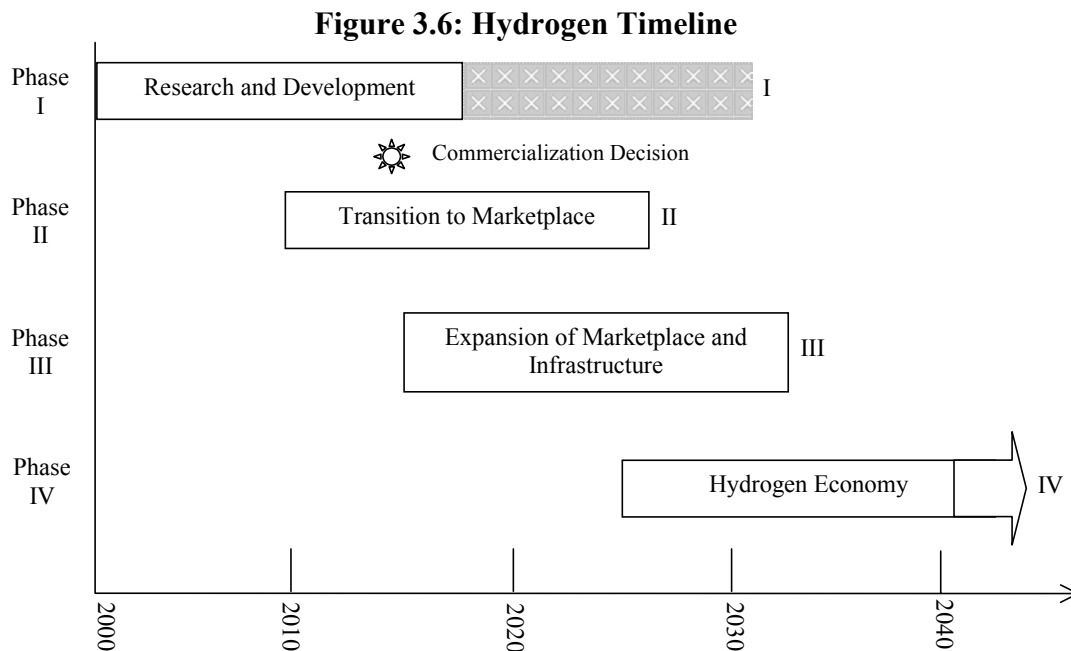 Figure 3.6: Hydrogen Timeline
Phase
I
Research and Development
I
Commercialization Decision
Phase
II
Transition to Marketplace
II
Phase
III
Expansion of Marketplace and
Infrastructure
III
Phase
IV
Hydrogen Economy
IV
2000
2010
2020
2030
2040